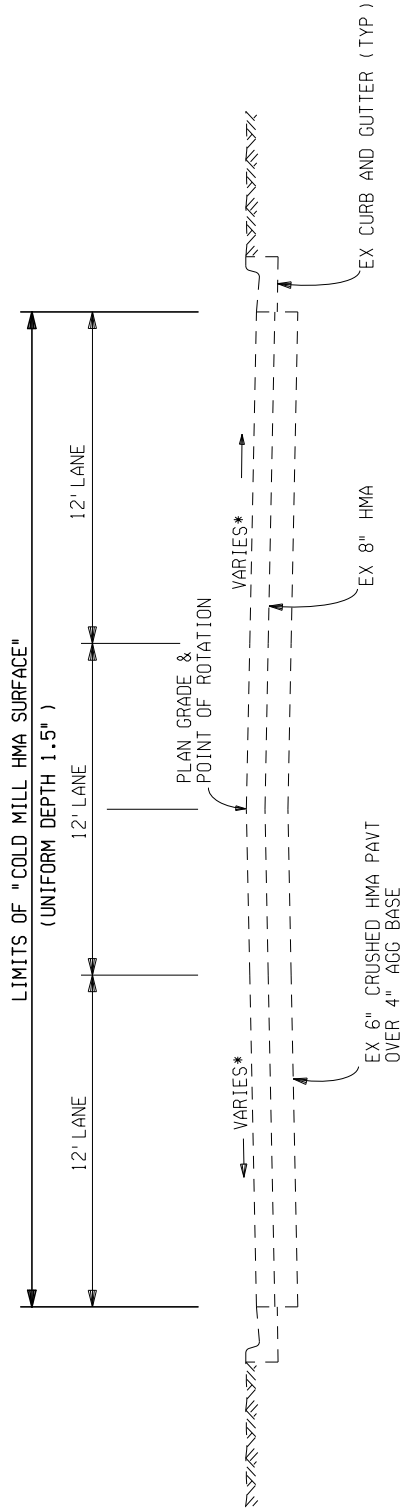 LIMITS OF "COLD MILL HMA SURFACE"
(UNIFORM DEPTH 1.5")
12' LANE
12' LANE
12' LANE
PLAN GRADE &
POINT OF ROTATION
VARIES*
VARIES*
EX 6" CRUSHED HMA PAVT
OVER 4" AGG BASE
EX 8" HMA
EX CURB AND GUTTER (TYP)